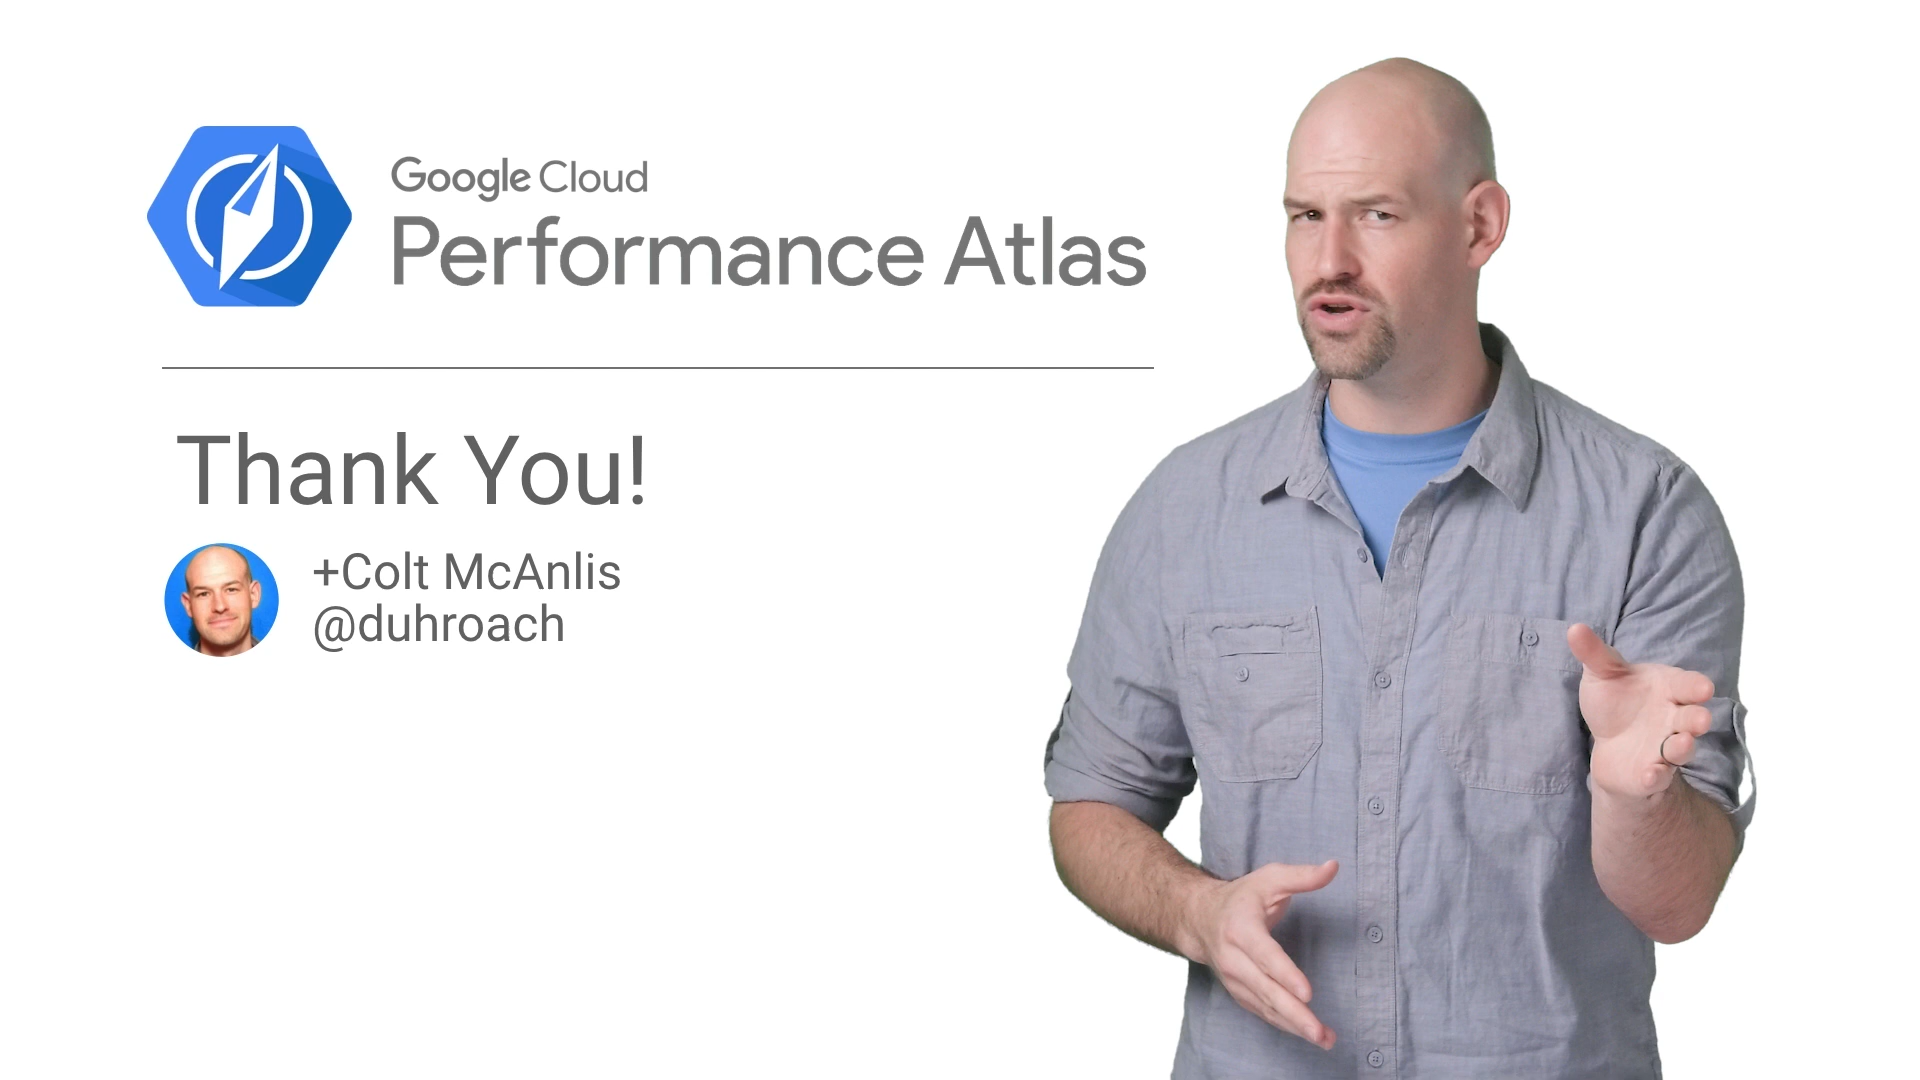 Google Cloud
Performance Atlas
Thank You!
+Colt McAnlis
@duhroach